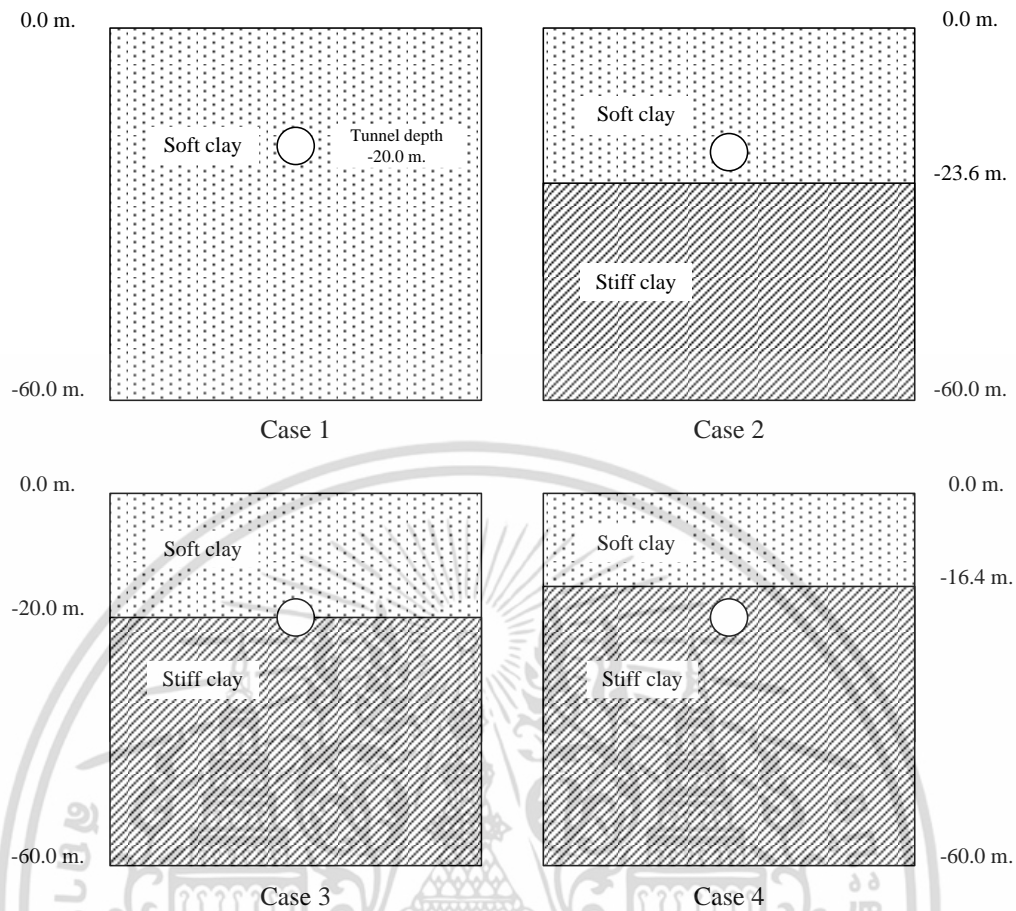 0.0 m.
0.0 m.
Soft clay
Tunnel depth
-20.0 m.
Soft clay
-23.6 m.
Stiff clay
-60.0 m.
-60.0 m.
Case 1
Case 2
0.0 m.
0.0 m.
Soft clay
Soft clay
-16.4 m.
-20.0 m.
Stiff clay
Stiff clay
-60.0 m.
-60.0 m.
Case 3
Case 4